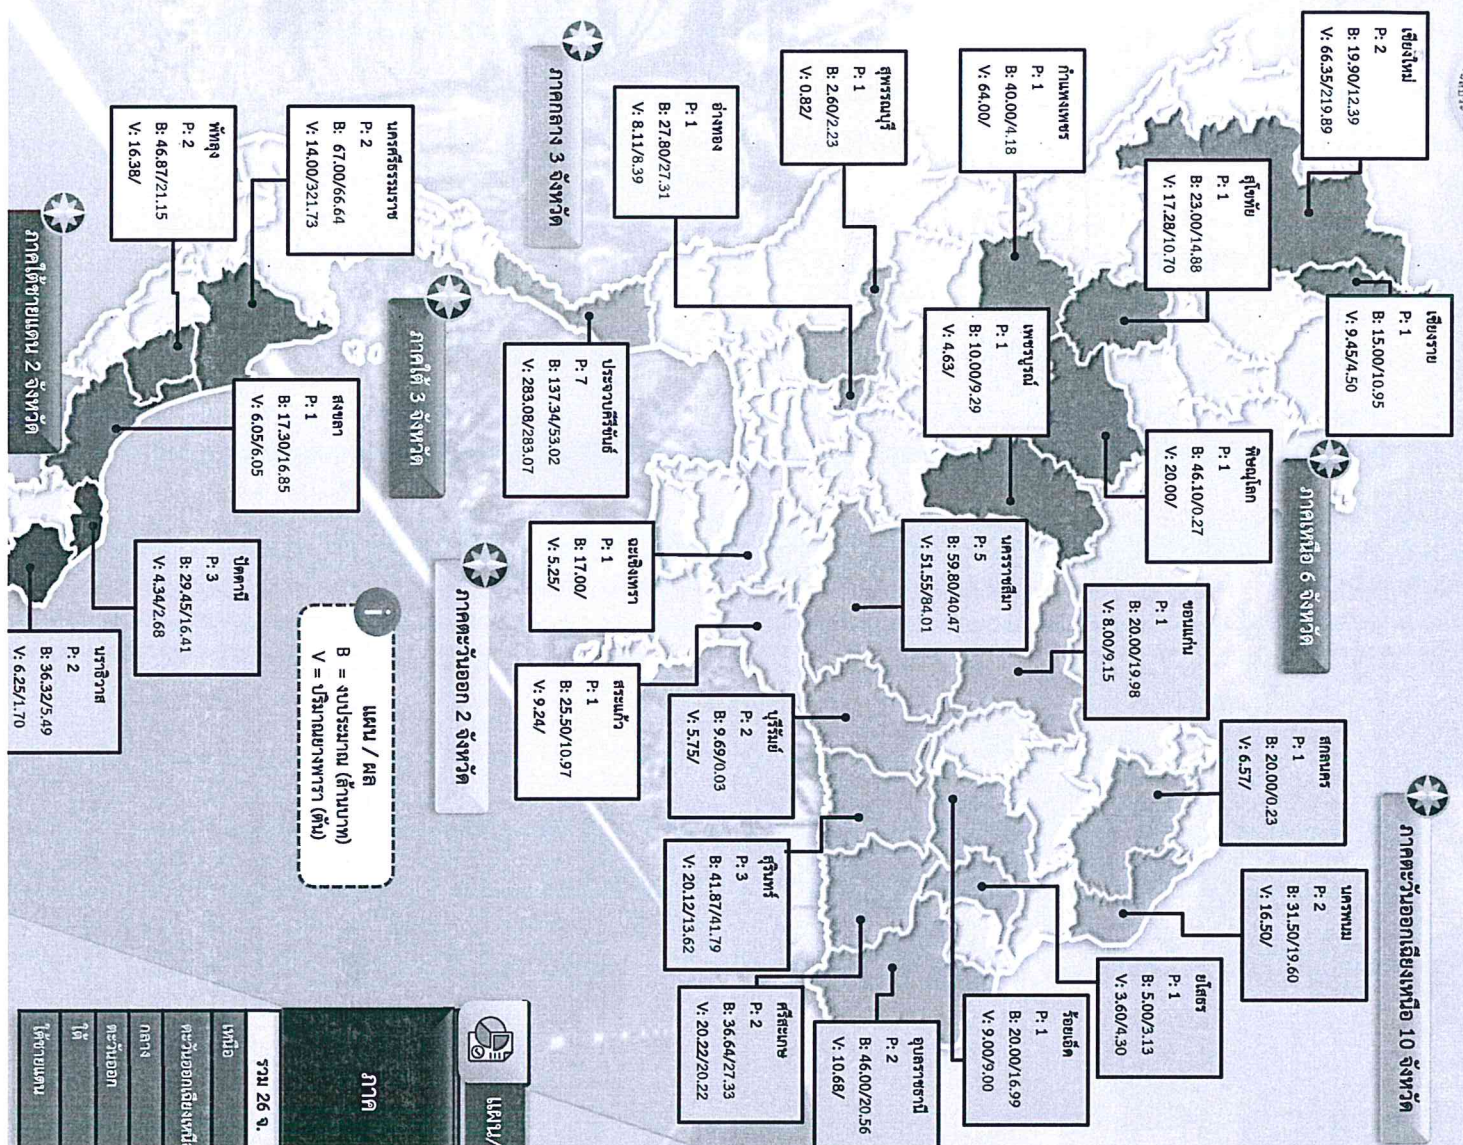 ภาคตะวันออกเฉียงเหนือ 10 จังหวัด
ภาคเหนือ 6 จังหวัด
เชียงใหม่
P: 2
B: 19.90/12.39
V: 66.35/219.89
เชียงราย
P: 1
B: 15.00/10.95
V: 9.45/4.50
สุโขทัย
P: 1
B: 23.00/14.88
V: 17.28/10.70
พิษณุโลก
P: 1
B: 46.10/0.27
V: 20.00/
กำแพงเพชร
P: 1
B: 40.00/4.18
V: 64.00/
เพชรบูรณ์
P: 1
B: 10.00/9.29
V: 4.63/
สกลนคร
P: 1
B: 20.00/0.23
V: 6.57/
นครพนม
P: 2
B: 31.50/19.60
V: 16.50/
ขอนแก่น
P: 1
B: 20.00/19.98
V: 8.00/9.15
ยโสธร
P: 1
B: 5.00/3.13
V: 3.60/4.30
นครราชสีมา
P: 5
B: 59.80/40.47
V: 51.55/84.01
ร้อยเอ็ด
P: 1
B: 20.00/16.99
V: 9.00/9.00
อุบลราชธานี
P: 2
B: 46.00/20.56
V: 10.68/
บุรีรัมย์
P: 2
B: 9.69/0.03
V: 5.75/
สุรินทร์
P: 3
B: 41.87/41.79
V: 20.12/13.62
ศรีสะเกษ
P: 2
B: 36.64/27.33
V: 20.22/20.22
สุพรรณบุรี
P: 1
B: 2.60/2.23
V: 0.82/
อ่างทอง
P: 1
B: 27.80/27.31
V: 8.11/8.39
ภาคกลาง 3 จังหวัด
ประจวบคีรีขันธ์
P: 7
B: 137.34/53.02
V: 283.08/283.07
ฉะเชิงเทรา
P: 1
B: 17.00/
V: 5.25/
สระแก้ว
P: 1
B: 25.50/10.97
V: 9.24/
ภาคตะวันออก 2 จังหวัด
ภาคใต้ 3 จังหวัด
นครศรีธรรมราช
P: 2
B: 67.00/66.64
V: 14.00/321.73
พัทลุง
P: 2
B: 46.87/21.15
V: 16.38/
สงขลา
P: 1
B: 17.30/16.85
V: 6.05/6.05
ภาคใต้ชายแดน 2 จังหวัด
ปัตตานี
P: 3
B: 29.45/16.41
V: 4.34/2.68
นราธิวาส
P: 2
B: 36.32/5.49
V: 6.25/1.70
แผน / ผล
B = งบประมาณ (ล้านบาท)
V = ปริมาณยางพารา (ตัน)
แผน/
ภาค
รวม 26 จ.
เหนือ
ตะวันออกเฉียงเหนือ
กลาง
ตะวันออก
ใต้
ใต้ชายแดน